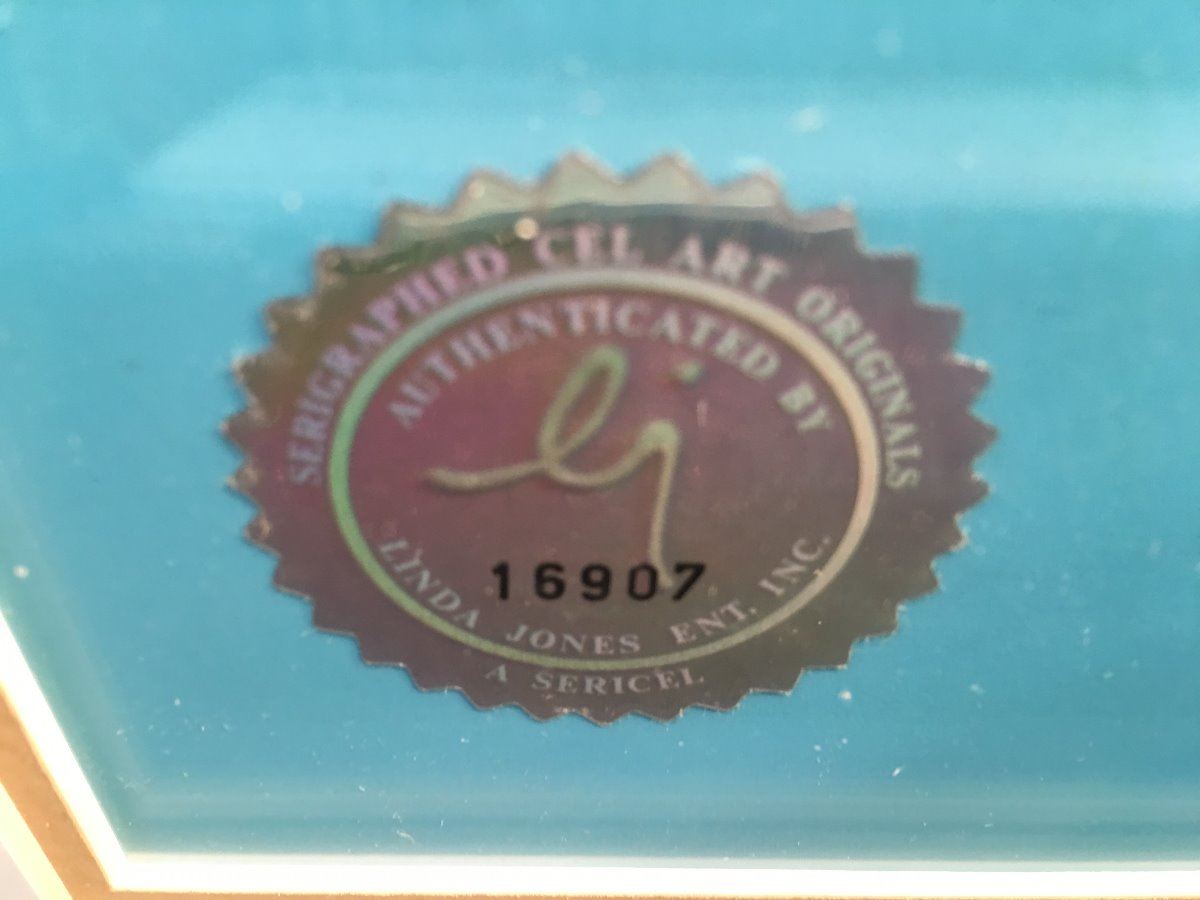 SERIGRAPHED CEL ART ORIGINALS
AUTHENTICATED BY
lj
16907
LINDA JONES ENT. INC.
A SERICEL